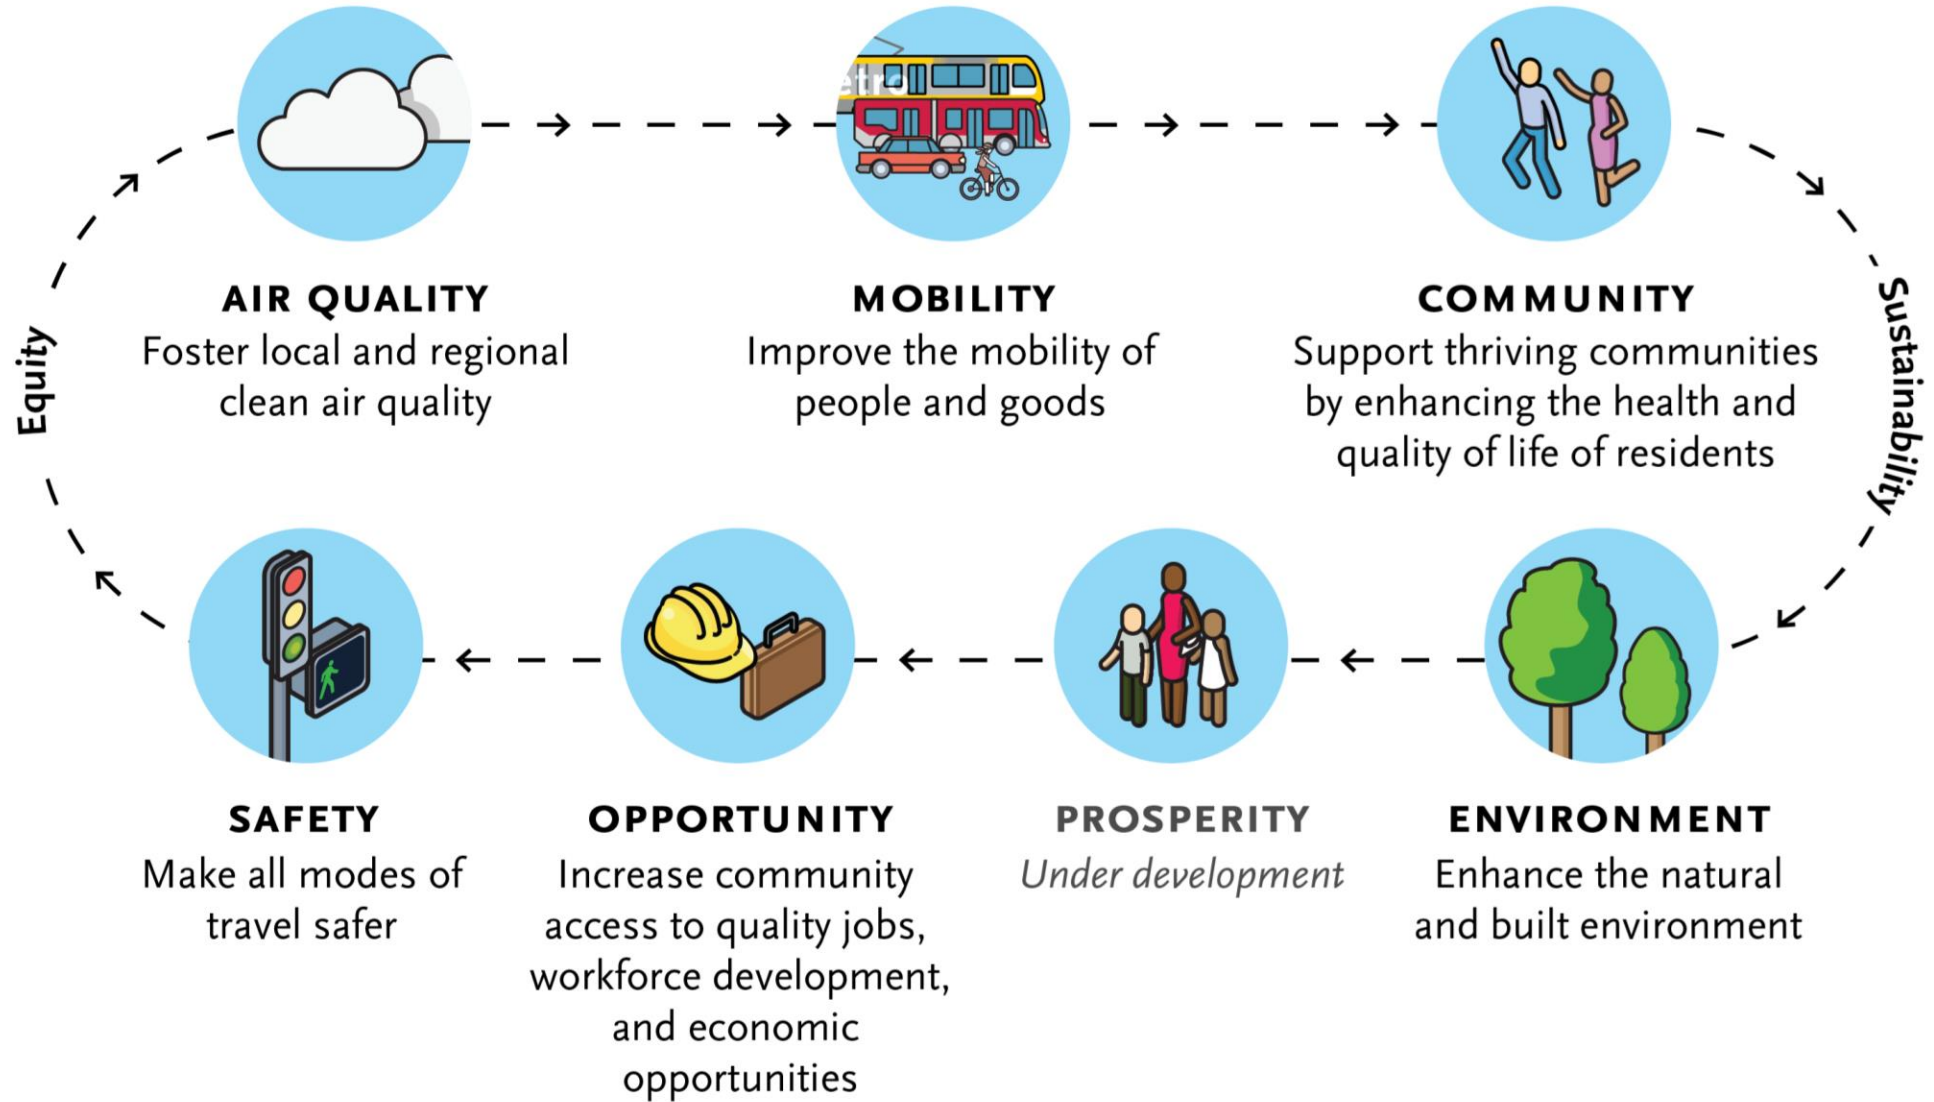 etro
AIR QUALITY
Foster local and regional
clean air quality
MOBILITY
Improve the mobility of
people and goods
COMMUNITY
Support thriving communities
by enhancing the health and
quality of life of residents
Sustainability
ENVIRONMENT
Enhance the natural
and built environment
PROSPERITY
Under development
OPPORTUNITY
Increase community
access to quality jobs,
workforce development,
and economic
opportunities
SAFETY
Make all modes of
travel safer
Equity